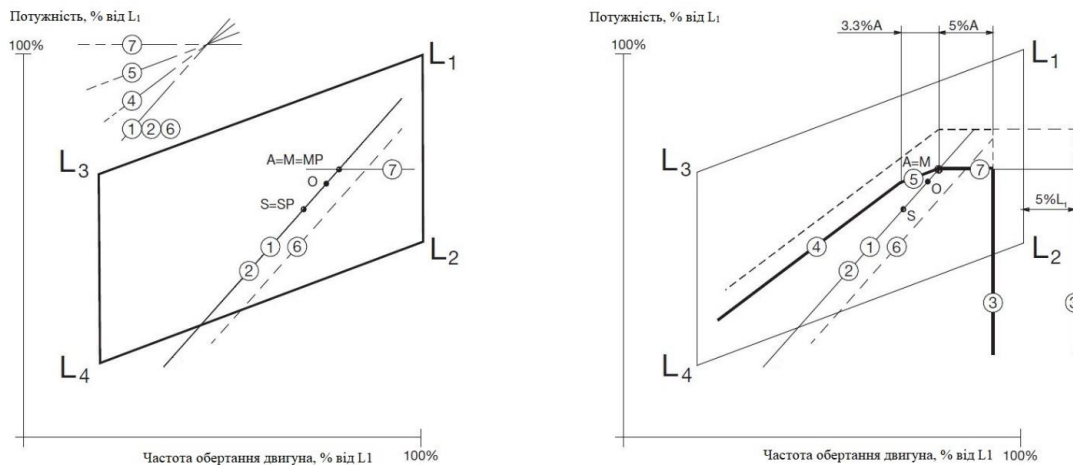 Потужність, % від L1
100%
7
5
4
1 2 6
L1
L3
A=M=MP
7
O
S=SP
1
6
2
L2
L4
Частота обертання двигуна, % від L1
100%
Потужність, % від L1
100%
3.3%A
5%A
L1
L3
A=M
5
7
O
S
5%L1
4
1
6
2
L2
3
L4
Частота обертання двигуна, % від L1
100%